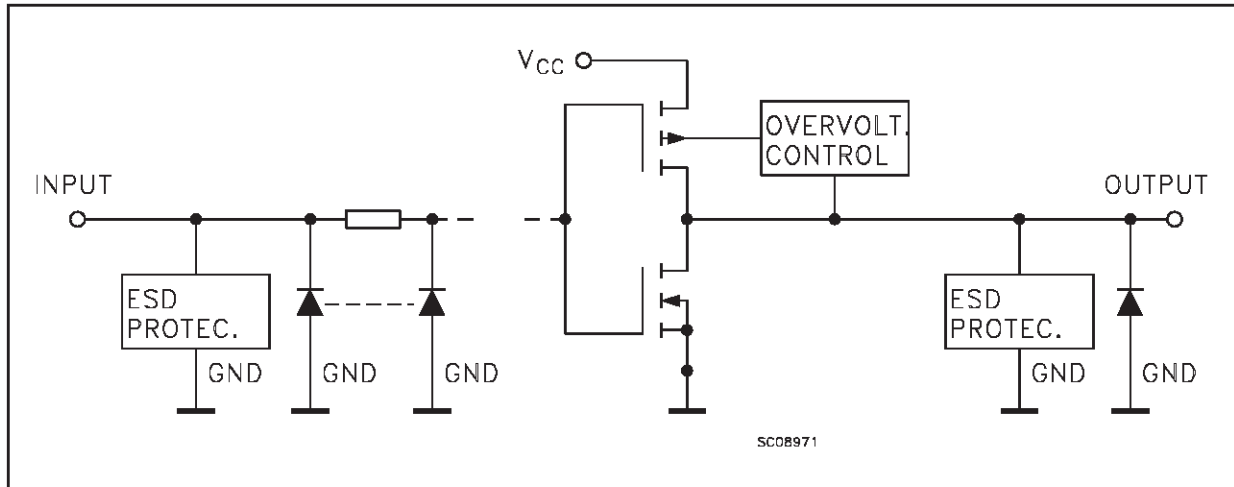 VCC
OVERVOLT.
CONTROL
INPUT
OUTPUT
ESD
PROTEC.
GND
GND
GND
ESD
PROTEC.
GND
GND
SC08971